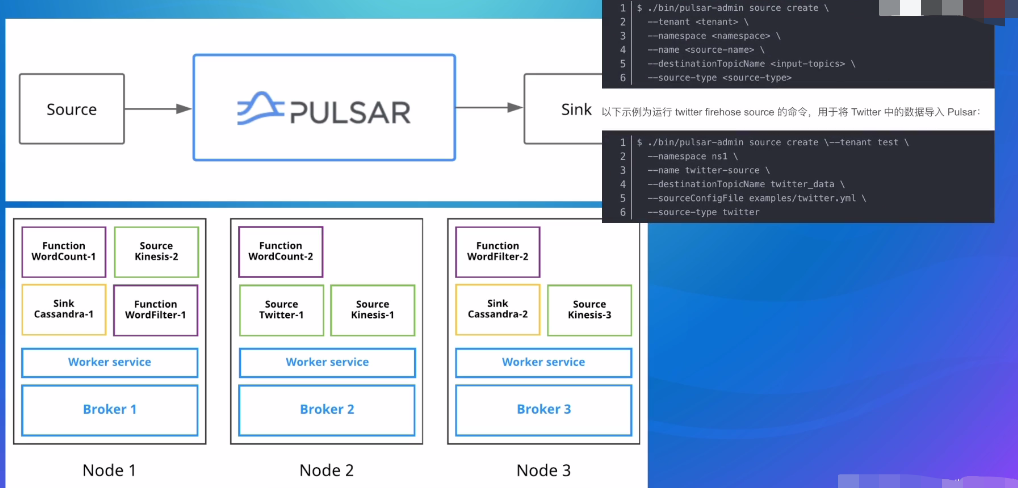 Source
PULSAR
Sink
1 $ ./bin/pulsar-admin source create \
2 --tenant <tenant> \
3 --namespace <namespace> \
4 --name <source-name> \
5 --destinationTopicName <input-topics> \
6 --source-type <source-type>
以下示例为运行 twitter firehose source 的命令，用于将 Twitter 中的数据导入 Pulsar：
1 $ ./bin/pulsar-admin source create \--tenant test \
2 --namespace ns1 \
3 --name twitter-source \
4 --destinationTopicName twitter_data \
5 --sourceConfigFile examples/twitter.yml \
6 --source-type twitter
Function
WordCount-1
Source
Kinesis-2
Sink
Cassandra-1
Function
WordFilter-1
Worker service
Broker 1
Node 1
Function
WordCount-2
Source
Twitter-1
Source
Kinesis-1
Worker service
Broker 2
Node 2
Function
WordFilter-2
Sink
Cassandra-2
Source
Kinesis-3
Worker service
Broker 3
Node 3